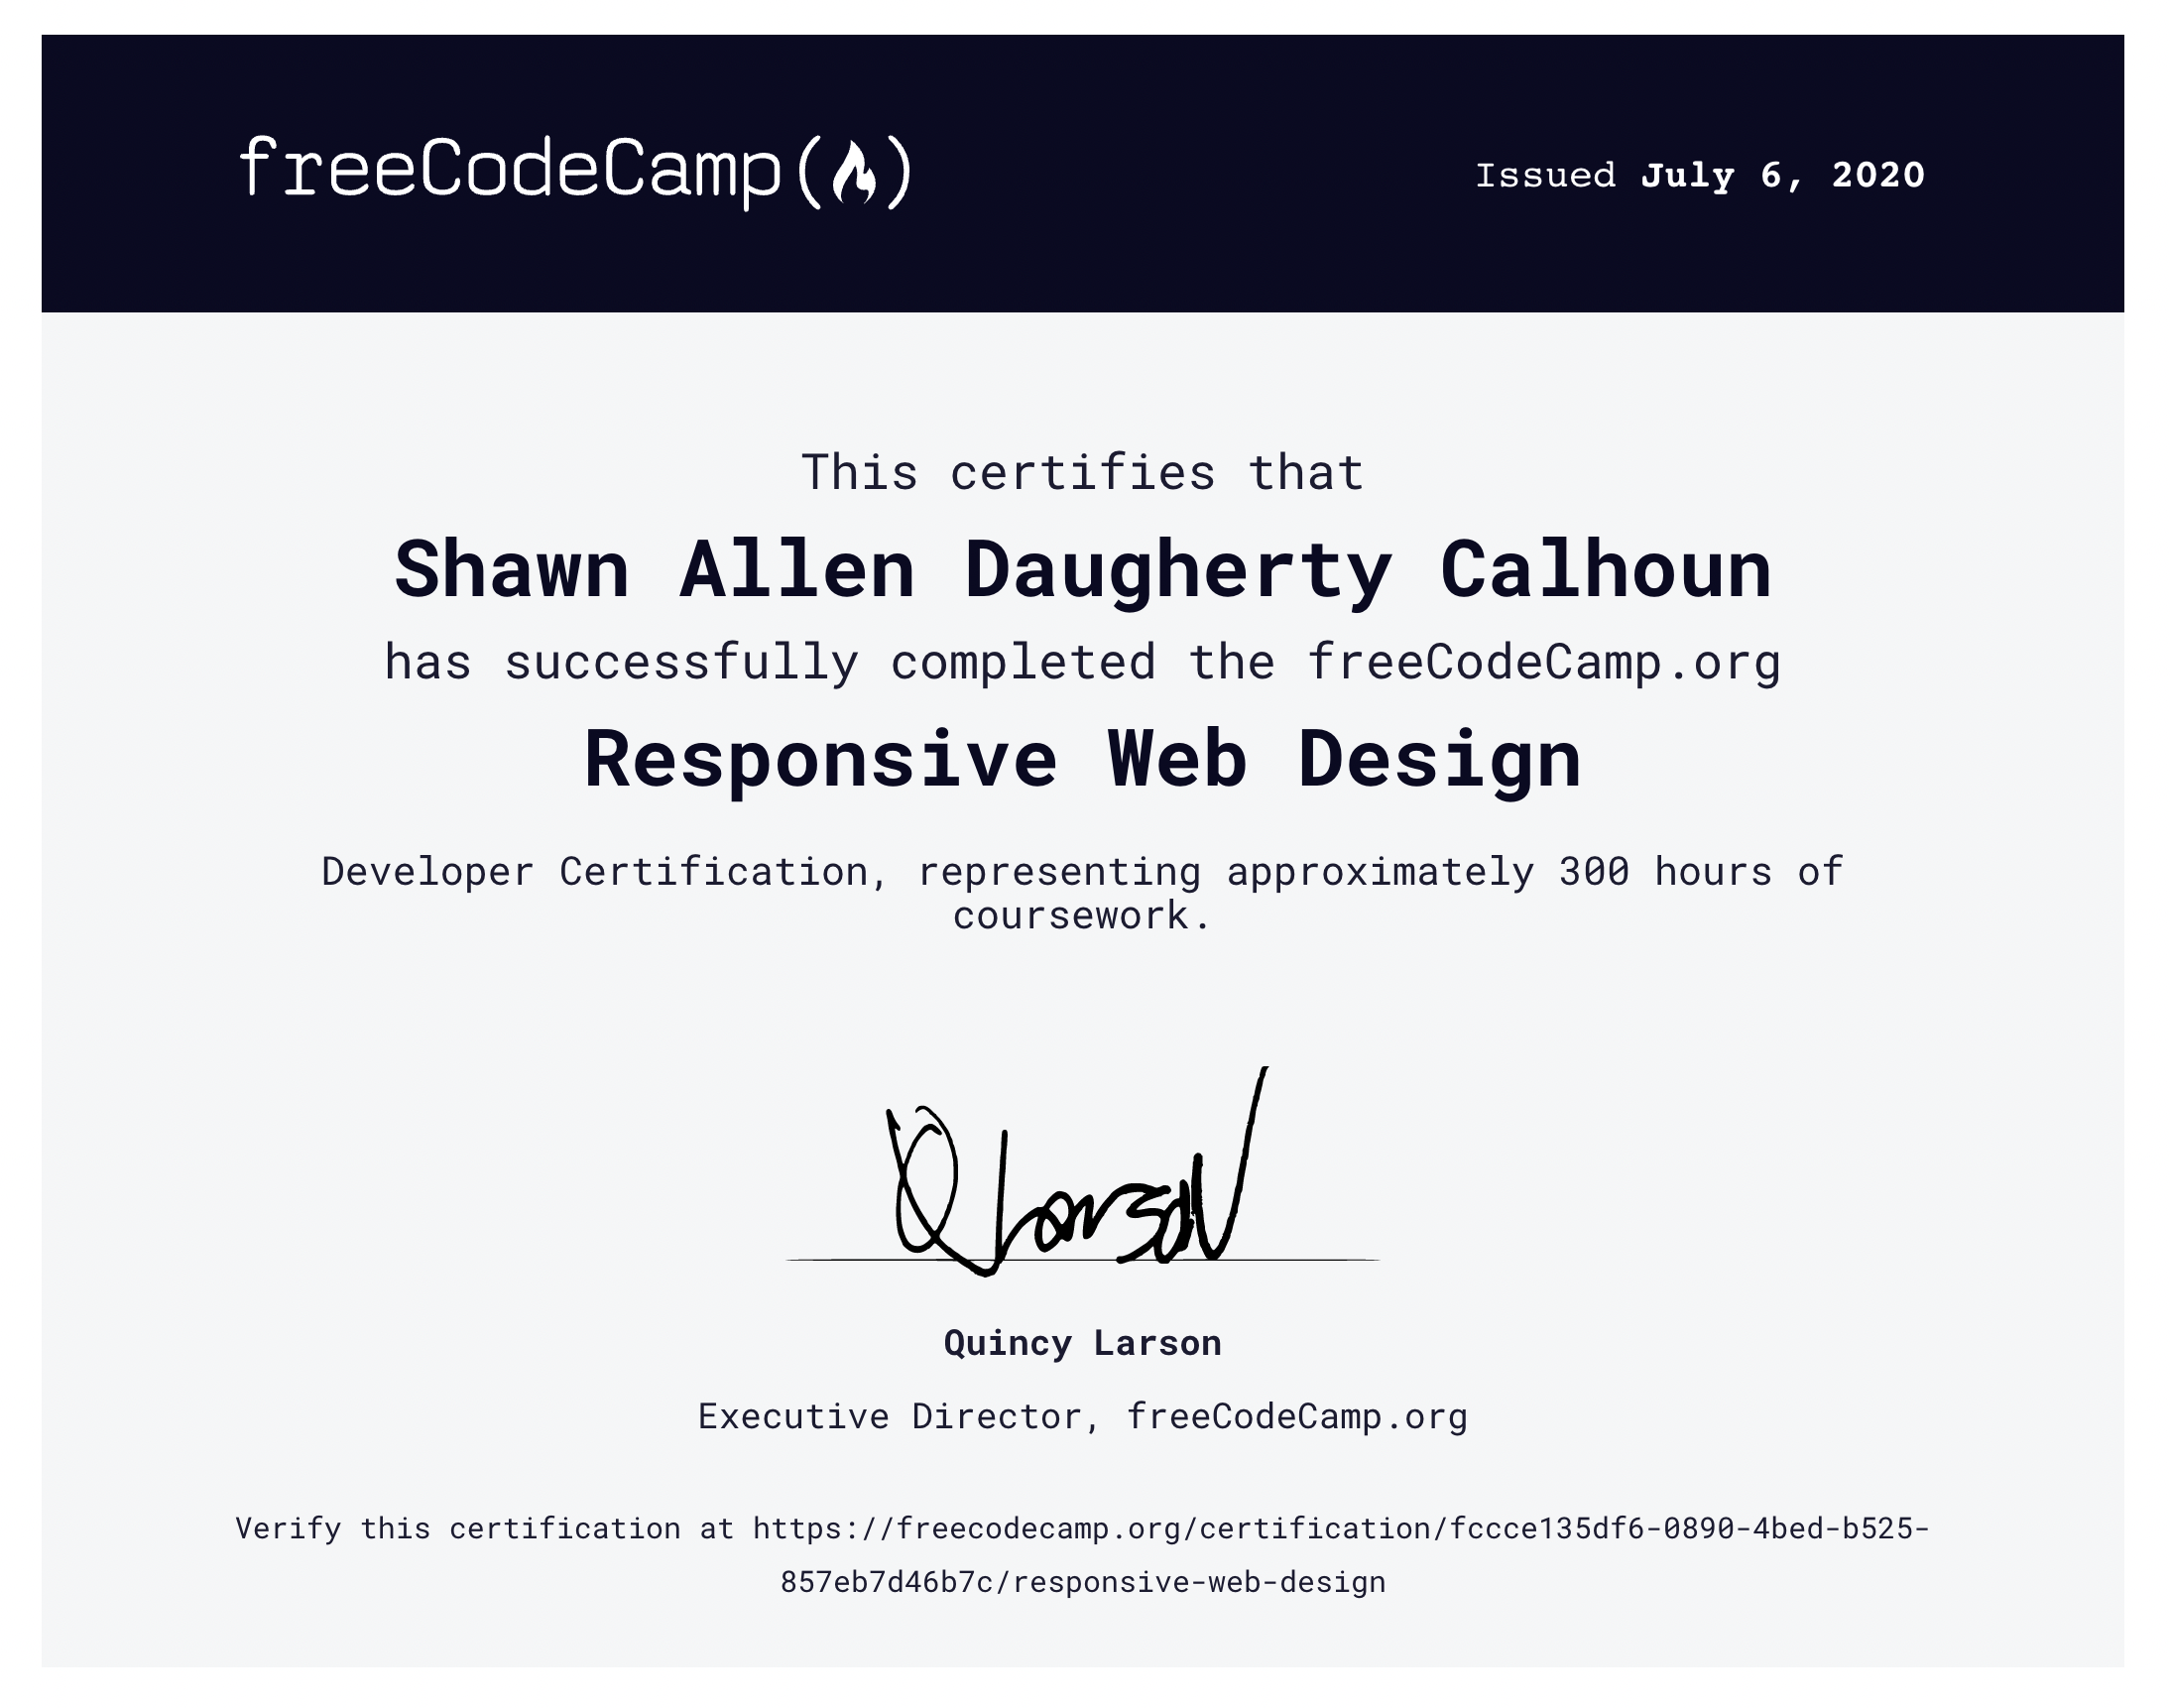 freeCodeCamp(🔥)
Issued July 6, 2020
This certifies that
Shawn Allen Daugherty Calhoun
has successfully completed the freeCodeCamp.org
Responsive Web Design
Developer Certification, representing approximately 300 hours of
coursework.
QLarson
Quincy Larson
Executive Director, freeCodeCamp.org
Verify this certification at https://freecodecamp.org/certification/fccce135df6-0890-4bed-b525-
857eb7d46b7c/responsive-web-design